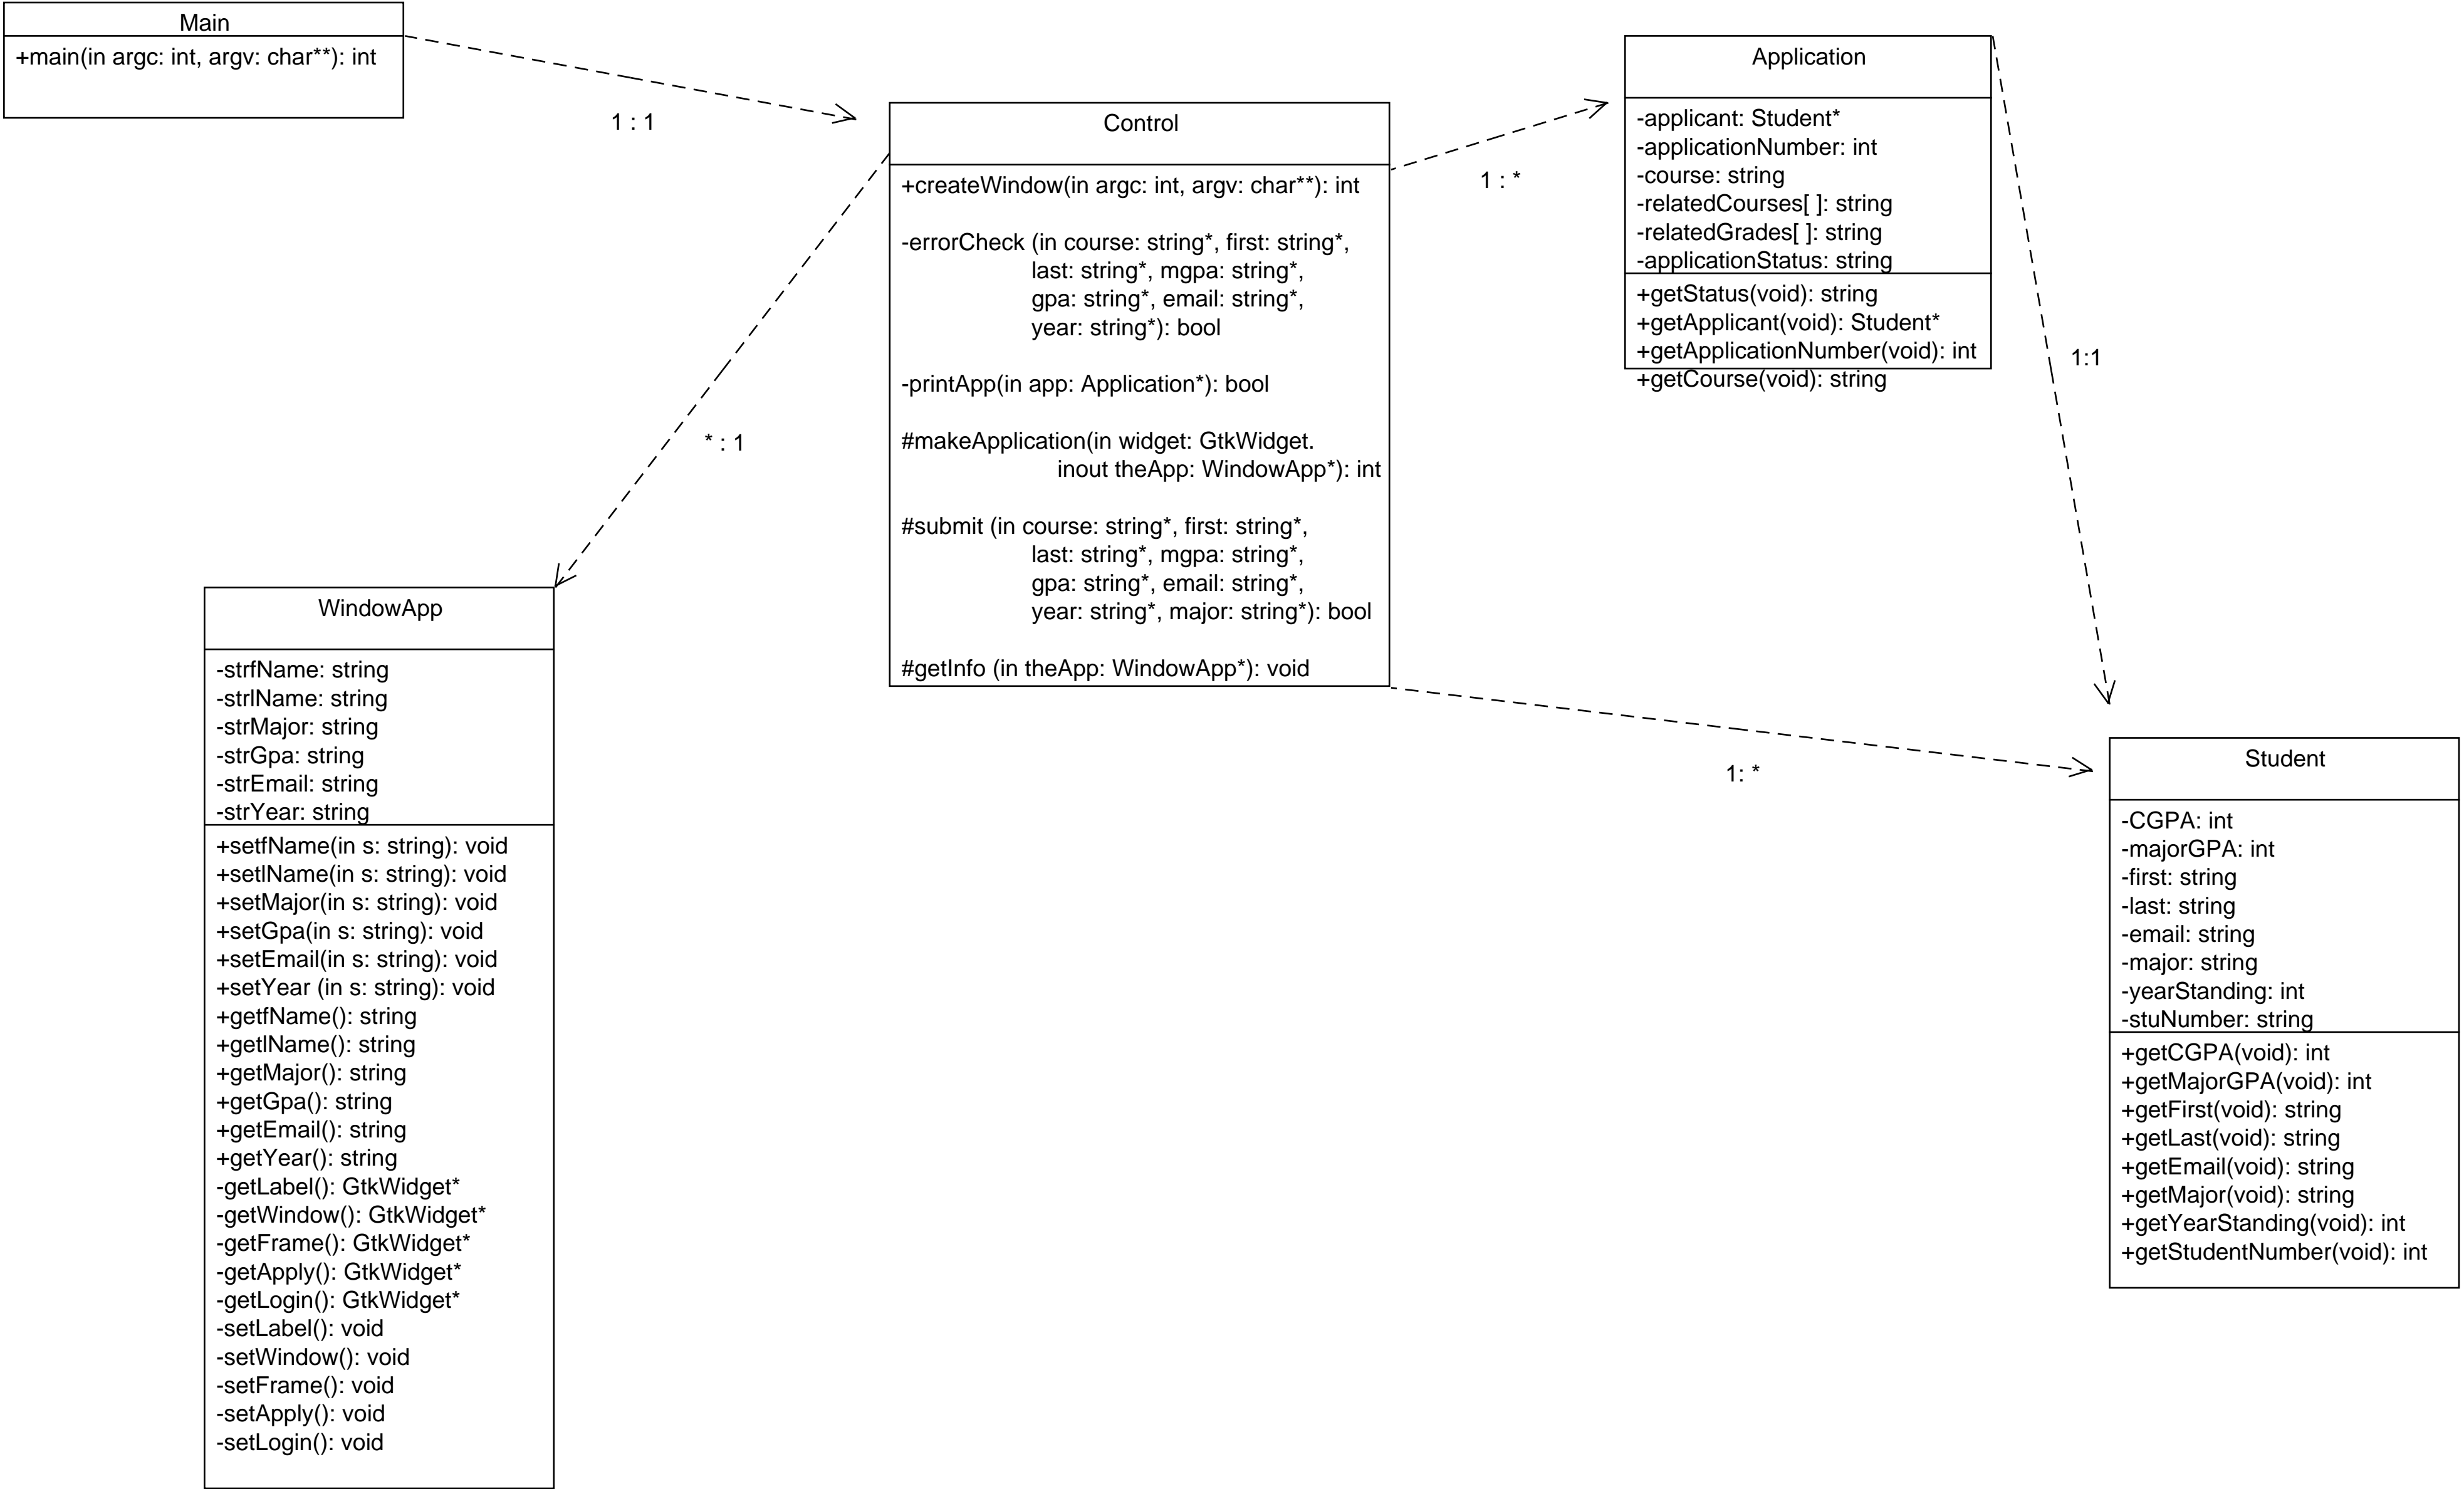 Main
+main(in argc: int, argv: char**): int
1 : 1
Control
+createWindow(in argc: int, argv: char**): int
-errorCheck (in course: string*, first: string*,
last: string*, mgpa: string*,
gpa: string*, email: string*,
year: string*): bool
-printApp(in app: Application*): bool
#makeApplication(in widget: GtkWidget.
inout theApp: WindowApp*): int
#submit (in course: string*, first: string*,
last: string*, mgpa: string*,
gpa: string*, email: string*,
year: string*, major: string*): bool
#getInfo (in theApp: WindowApp*): void
1 : *
Application
-applicant: Student*
-applicationNumber: int
-course: string
-relatedCourses[ ]: string
-relatedGrades[ ]: string
-applicationStatus: string
+getStatus(void): string
+getApplicant(void): Student*
+getApplicationNumber(void): int
+getCourse(void): string
1:1
* : 1
WindowApp
-strfName: string
-strlName: string
-strMajor: string
-strGpa: string
-strEmail: string
-strYear: string
+setfName(in s: string): void
+setlName(in s: string): void
+setMajor(in s: string): void
+setGpa(in s: string): void
+setEmail(in s: string): void
+setYear (in s: string): void
+getfName(): string
+getlName(): string
+getMajor(): string
+getGpa(): string
+getEmail(): string
+getYear(): string
-getLabel(): GtkWidget*
-getWindow(): GtkWidget*
-getFrame(): GtkWidget*
-getApply(): GtkWidget*
-getLogin(): GtkWidget*
-setLabel(): void
-setWindow(): void
-setFrame(): void
-setApply(): void
-setLogin(): void
1: *
Student
-CGPA: int
-majorGPA: int
-first: string
-last: string
-email: string
-major: string
-yearStanding: int
-stuNumber: string
+getCGPA(void): int
+getMajorGPA(void): int
+getFirst(void): string
+getLast(void): string
+getEmail(void): string
+getMajor(void): string
+getYearStanding(void): int
+getStudentNumber(void): int